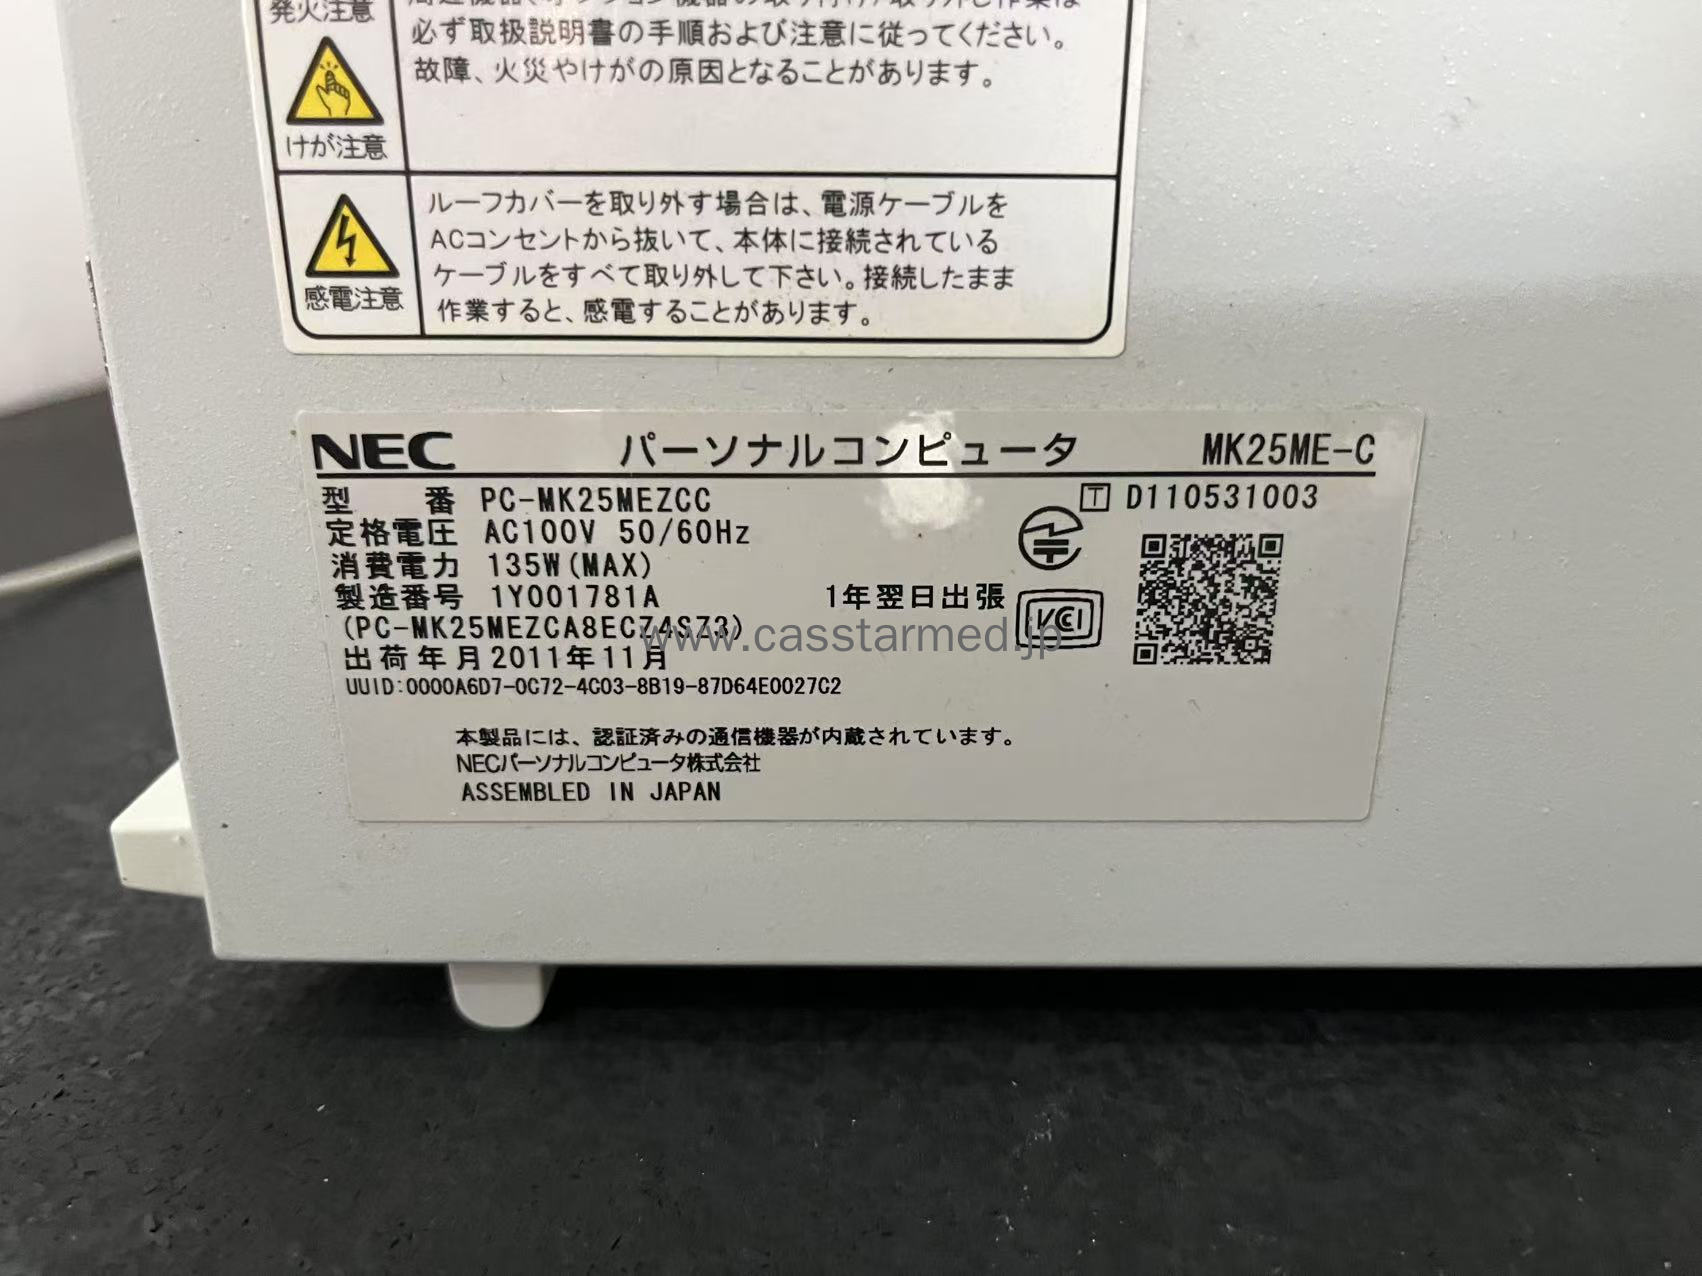 発火注意
必ず取扱説明書の手順および注意に従ってください。
故障、火災やけがの原因となることがあります。
けが注意
ルーフカバーを取り外す場合は、電源ケーブルを
ACコンセントから抜いて、本体に接続されている
ケーブルをすべて取り外して下さい。接続したまま
作業すると、感電することがあります。
感電注意
NEC パーソナルコンピュータ MK25ME-C
型番 PC-MK25MEZCC T D110531003
定格電圧 AC100V 50/60Hz
消費電力 135W(MAX)
製造番号 1Y001781A 1年翌日出張 VCI
(PC-MK25MEZCA8ECZ4SZ3)
www.casstarmed.jp
出荷年月 2011年11月
UUID:0000A6D7-0C72-4C03-8B19-87D64E0027C2
本製品には、認証済みの通信機器が内蔵されています。
NECパーソナルコンピュータ株式会社
ASSEMBLED IN JAPAN